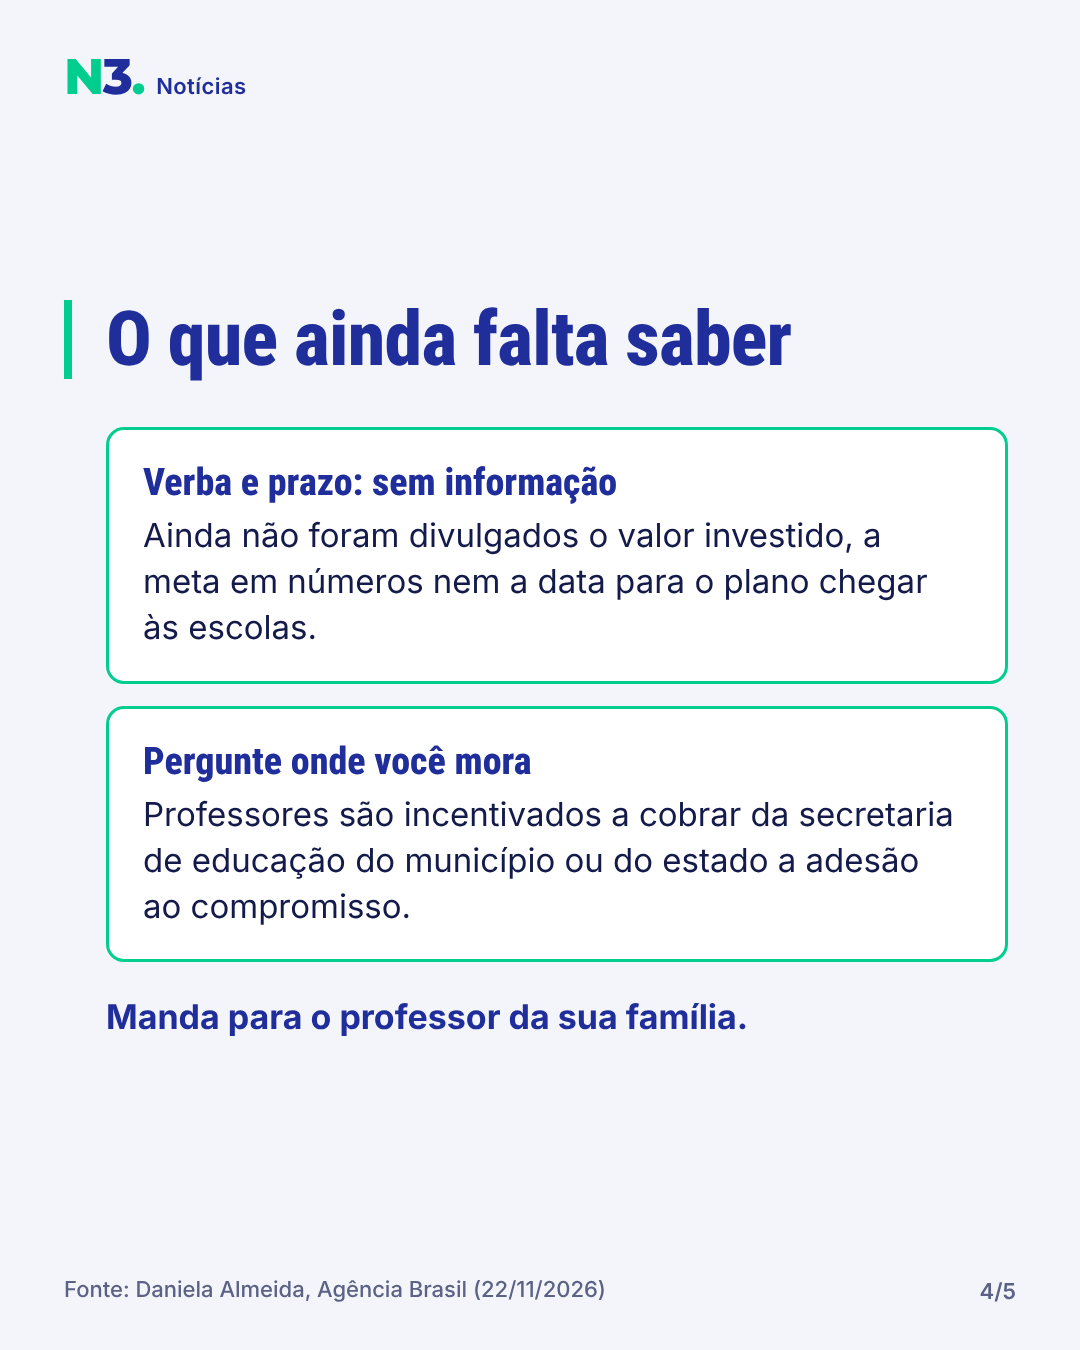 N3. Notícias
O que ainda falta saber
Verba e prazo: sem informação
Ainda não foram divulgados o valor investido, a
meta em números nem a data para o plano chegar
às escolas.
Pergunte onde você mora
Professores são incentivados a cobrar da secretaria
de educação do município ou do estado a adesão
ao compromisso.
Manda para o professor da sua família.
Fonte: Daniela Almeida, Agência Brasil (22/11/2026)
4/5